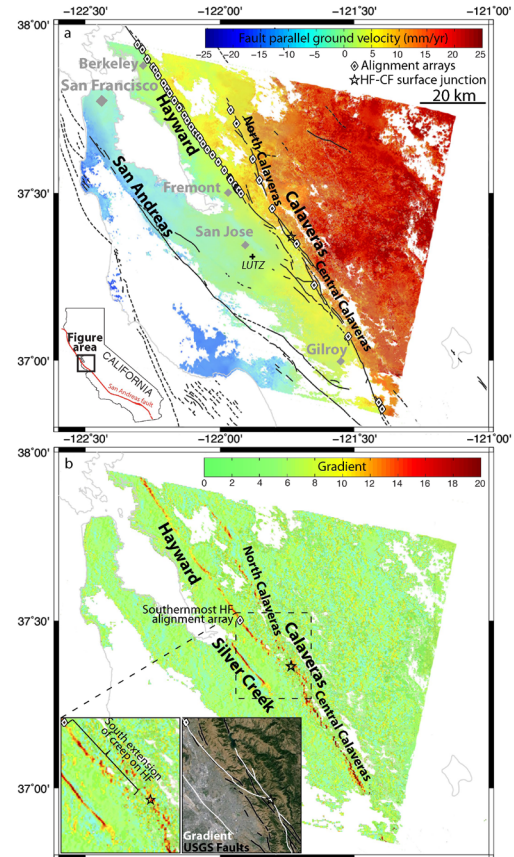 -122°30'
-122°00'
-121°30'
-121°00'
38°00'
a
Fault parallel ground velocity (mm/yr)
-25 -20 -15 -10 -5 0 5 10 15 20 25
Alignment arrays
HF-CF surface junction
20 km
Berkeley
San Francisco
Hayward
North Calaveras
San Andreas
Fremont
Calaveras
San Jose
LUTZ
Central Calaveras
37°30'
Gilroy
37°00'
Figure
area
CALIFORNIA
San Andreas fault
-122°30'
-122°00'
-121°30'
-121°00'
38°00'
b
Gradient
0 2 4 6 8 10 12 14 16 18 20
Hayward
North Calaveras
Southernmost HF
alignment array
37°30'
Calaveras
Silver Creek
Central Calaveras
South extension
of creep on HF
37°00'
Gradient
USGS Faults